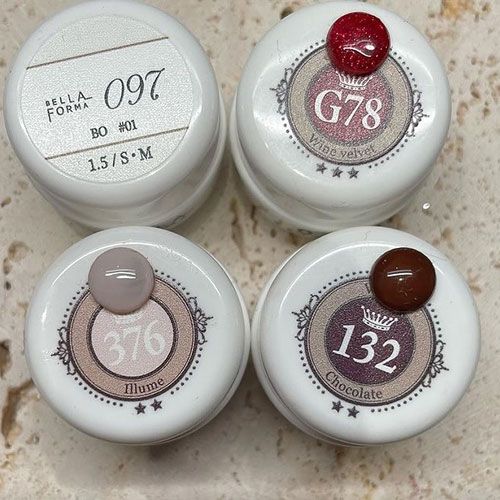 BELLA
FORMA 097
BO #01
1.5/S·M
G78
Wine velvet
★★★
376
Illume
★★
132
Chocolate
★★